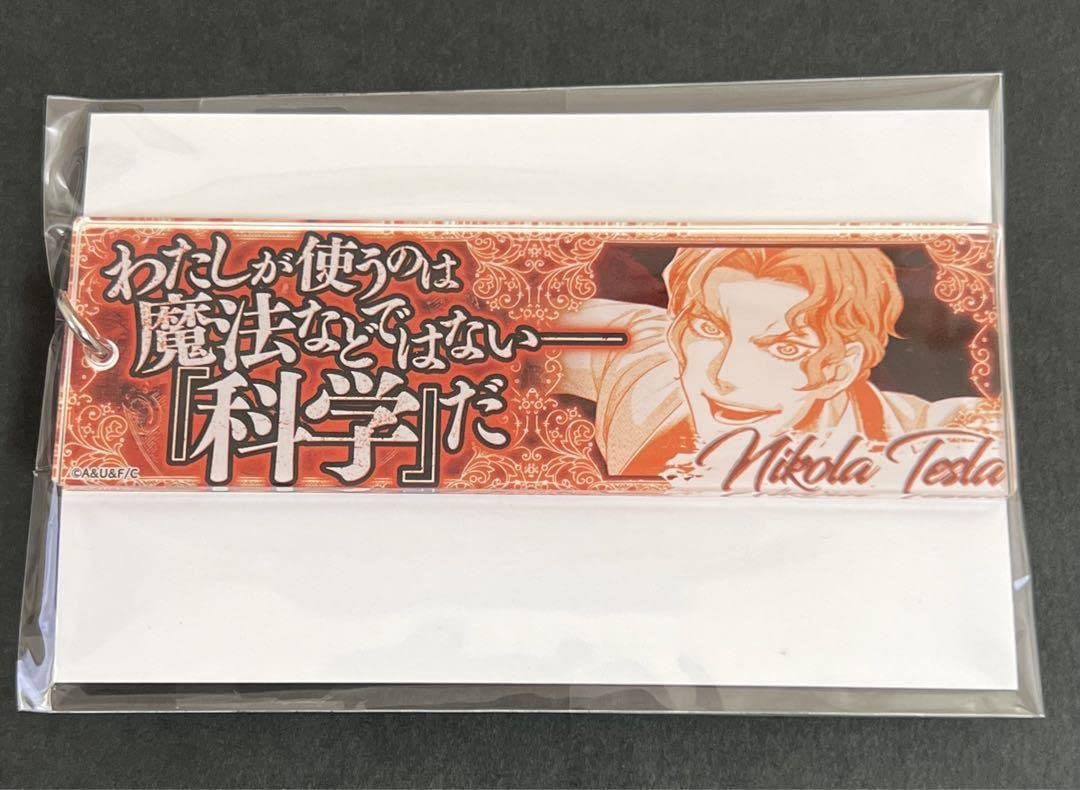 わたしが使うのは
魔法などではない——
『科学』だ
©A&U&F/C
Nikola Tesla